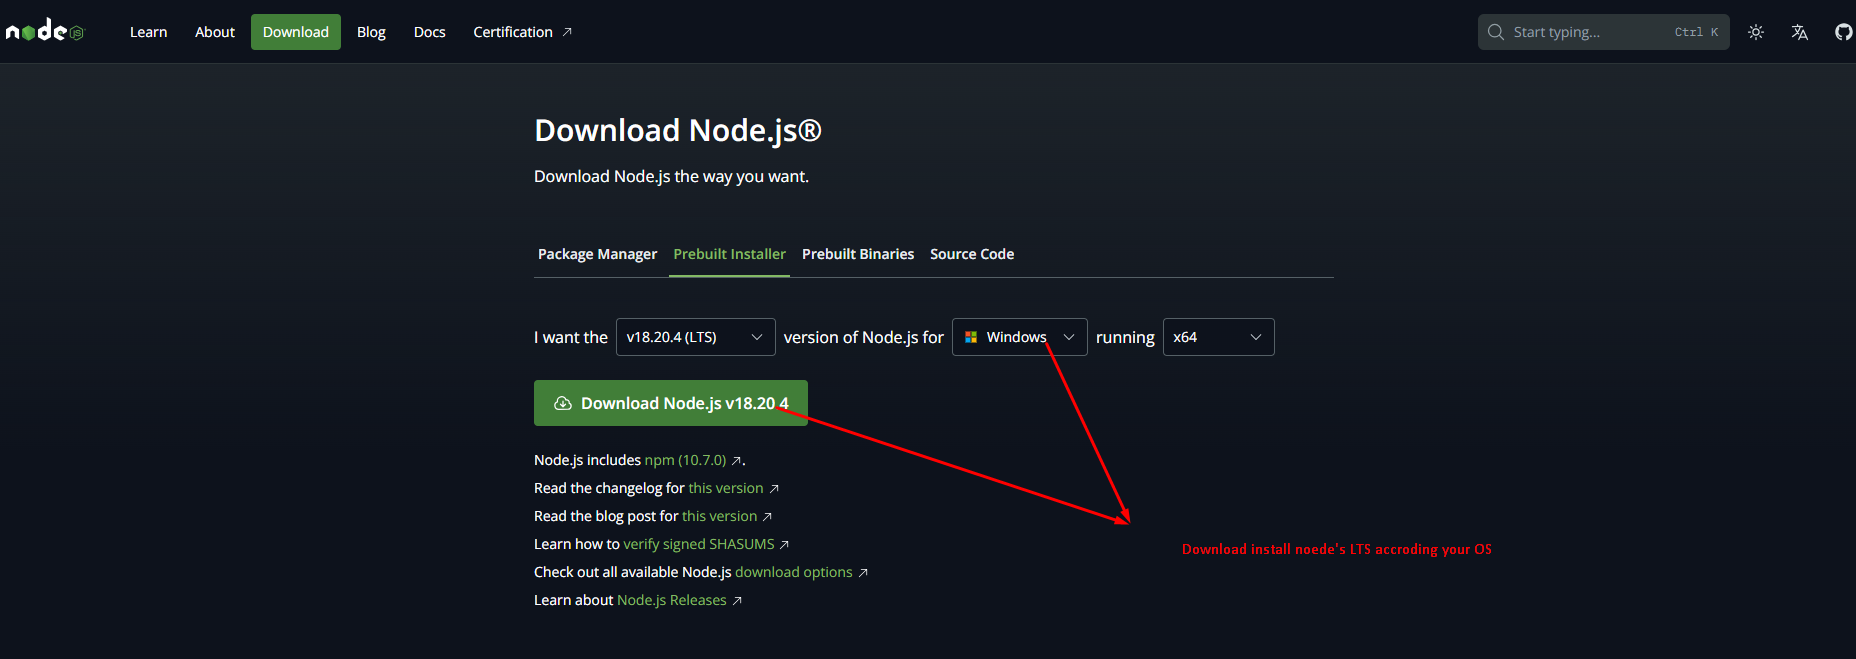 node JS
Learn About Download Blog Docs Certification
Start typing... Ctrl K
Download Node.js®
Download Node.js the way you want.
Package Manager Prebuilt Installer Prebuilt Binaries Source Code
I want the v18.20.4 (LTS) version of Node.js for Windows running x64
Download Node.js v18.20.4
Node.js includes npm (10.7.0).
Read the changelog for this version
Read the blog post for this version
Learn how to verify signed SHASUMS
Download install noede's LTS accroding your OS
Check out all available Node.js download options
Learn about Node.js Releases